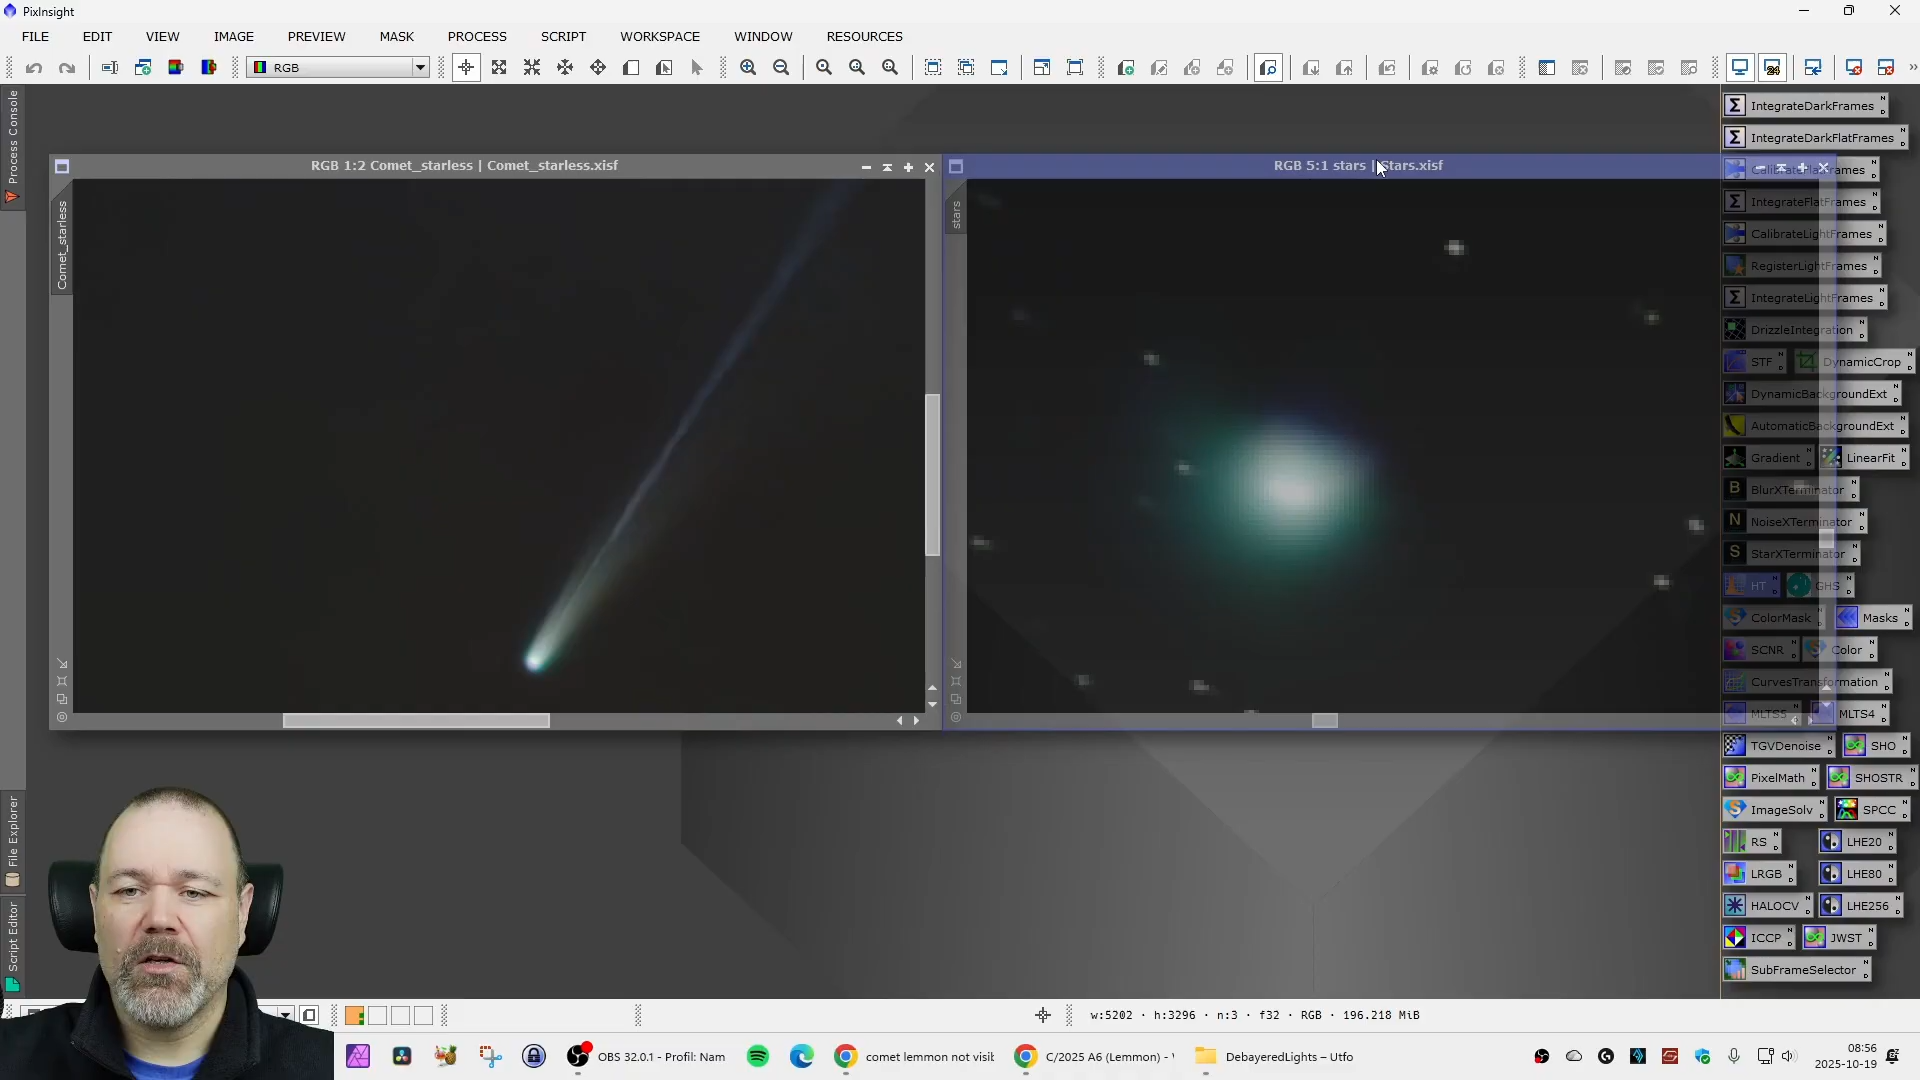 PixInsight
FILE EDIT VIEW IMAGE PREVIEW MASK PROCESS SCRIPT WORKSPACE WINDOW RESOURCES
RGB
24
Process Console
File Explorer
Script Editor
RGB 1:2 Comet_starless | Comet_starless.xisf
Comet_starless
RGB 5:1 stars | Stars.xisf
stars
IntegrateDarkFrames
IntegrateDarkFlatFrames
CalibrateFlatFrames
IntegrateFlatFrames
CalibrateLightFrames
RegisterLightFrames
IntegrateLightFrames
DrizzleIntegration
STF DynamicCrop
DynamicBackgroundExt
AutomaticBackgroundExt
Gradient LinearFit
B BlurXTerminator
N NoiseXTerminator
S StarXTerminator
HT GHS
ColorMask Masks
SCNR Color
CurvesTransformation
MLTS5 MLTS4
TGVDenoise SHO
PixelMath SHOSTR
ImageSolv SPCC
RS LHE20
LRGB LHE80
HALOCV LHE256
ICCP JWST
SubFrameSelector
w:5202 · h:3296 · n:3 · f32 · RGB · 196.218 MiB
OBS 32.0.1 - Profil: Nam
comet lemmon not visit
C/2025 A6 (Lemmon) -
DebayeredLights – Utfo
08:56
2025-10-19